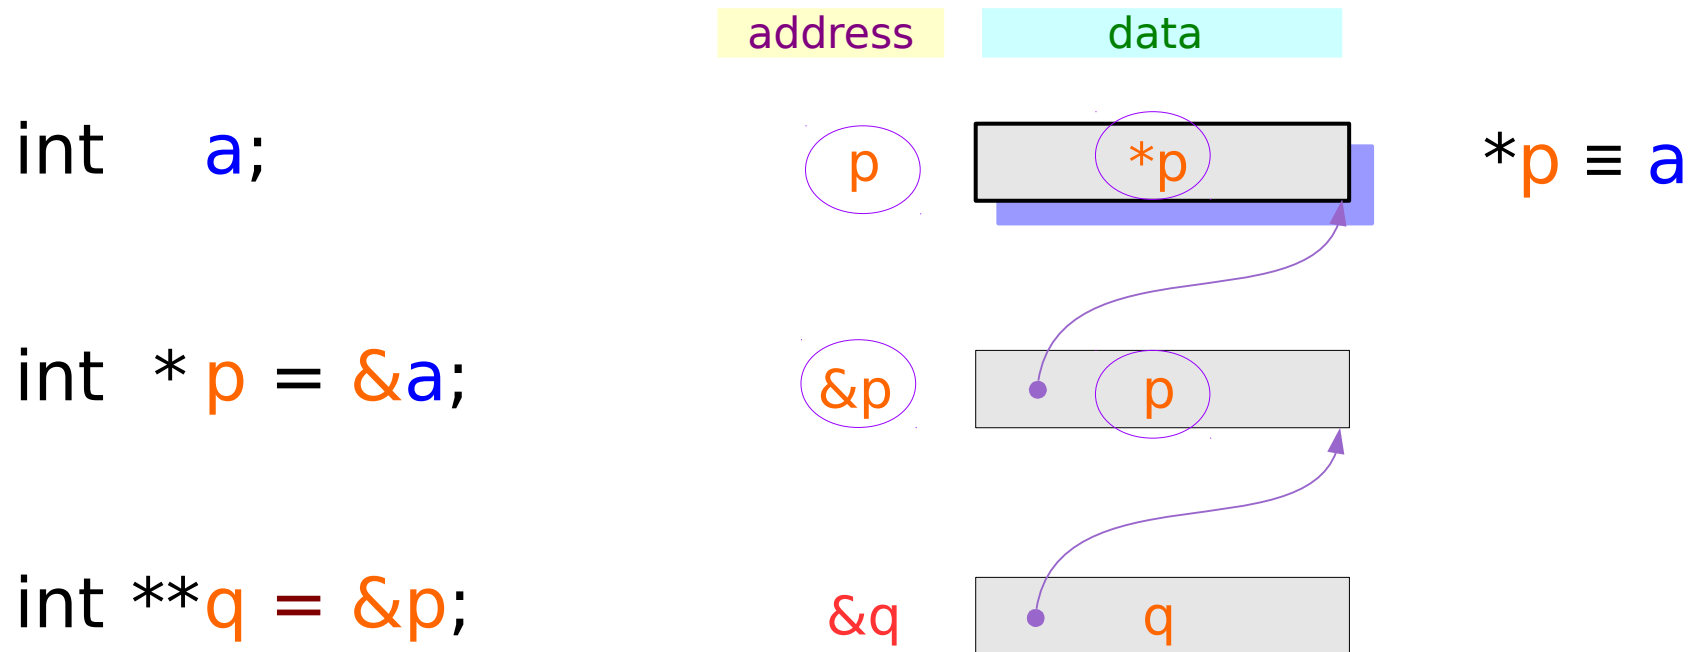 address data
int a; p *p *p ≡ a
int * p = &a; &p p
int **q = &p; &q q